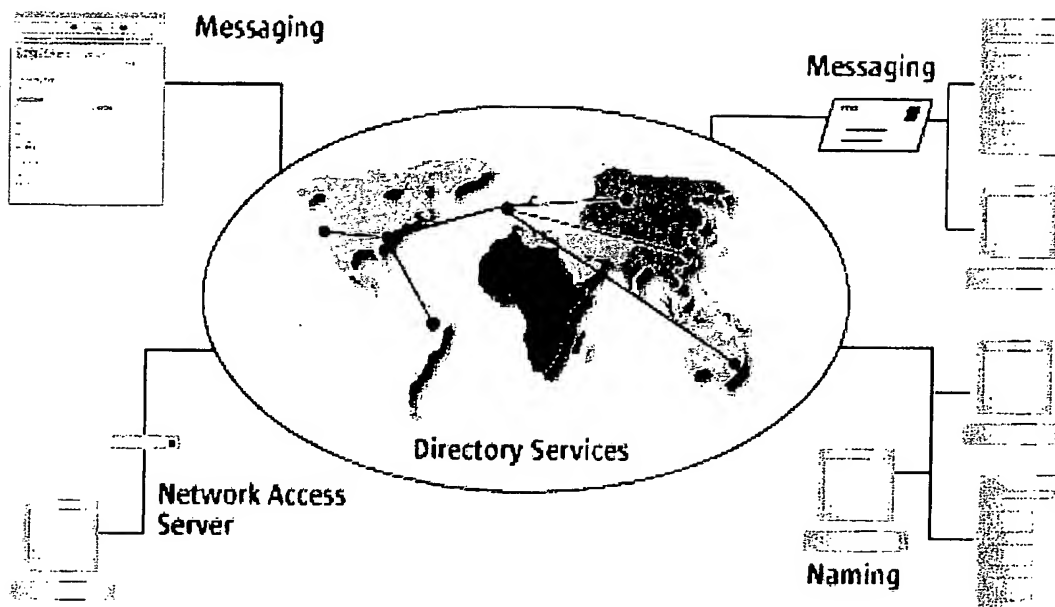 Messaging
Messaging
Directory Services
Network Access
Server
Naming